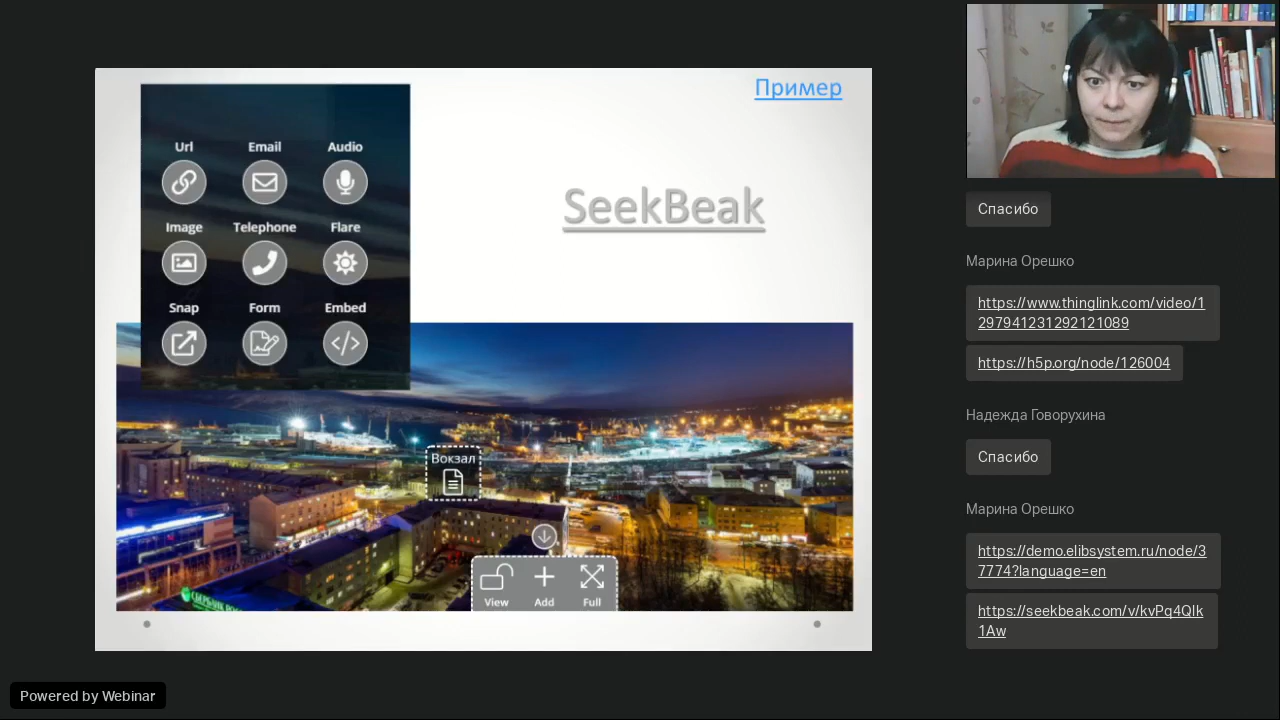 Пример
SeekBeak
Url Email Audio
Image Telephone Flare
Snap Form Embed
Вокзал
View Add Full
Спасибо
Марина Орешко
https://www.thinglink.com/video/1
297941231292121089
https://h5p.org/node/126004
Надежда Говорухина
Спасибо
Марина Орешко
https://demo.elibsystem.ru/node/3
7774?language=en
https://seekbeak.com/v/kvPq4Qlk
1Aw
Powered by Webinar